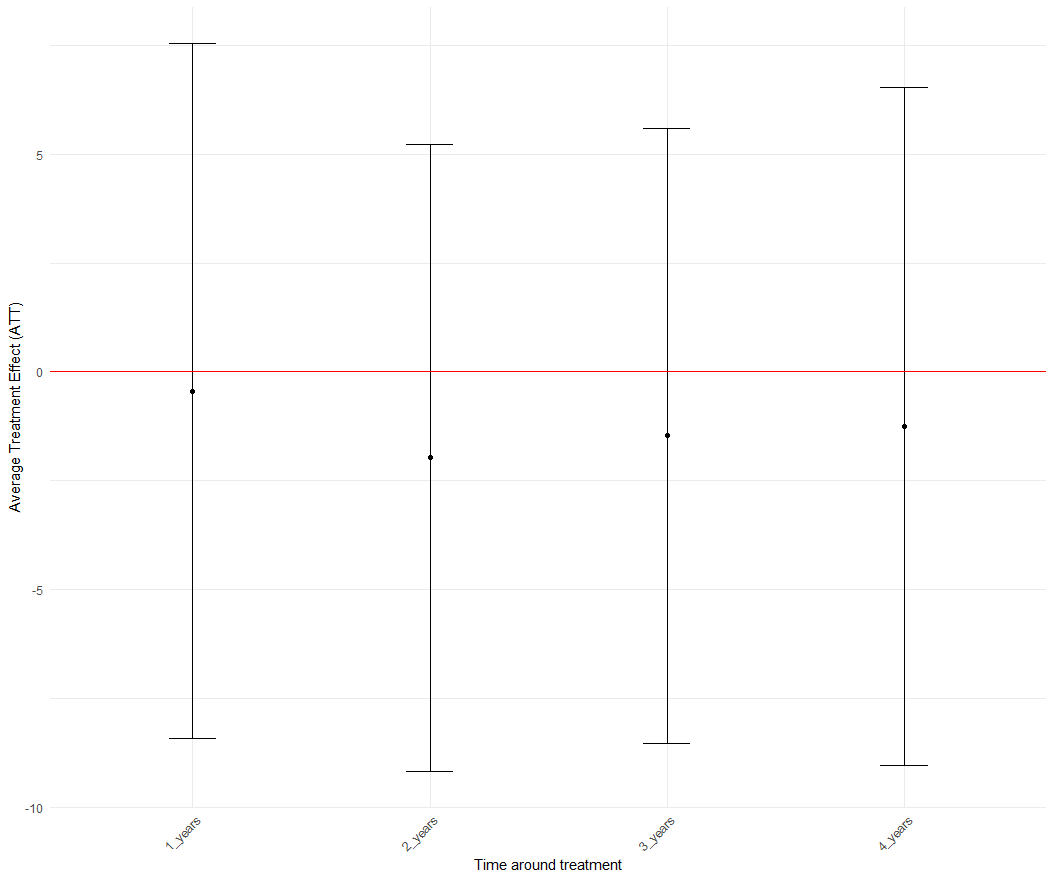 Average Treatment Effect (ATT)
5
0
-5
-10
1_years
2_years
3_years
4_years
Time around treatment